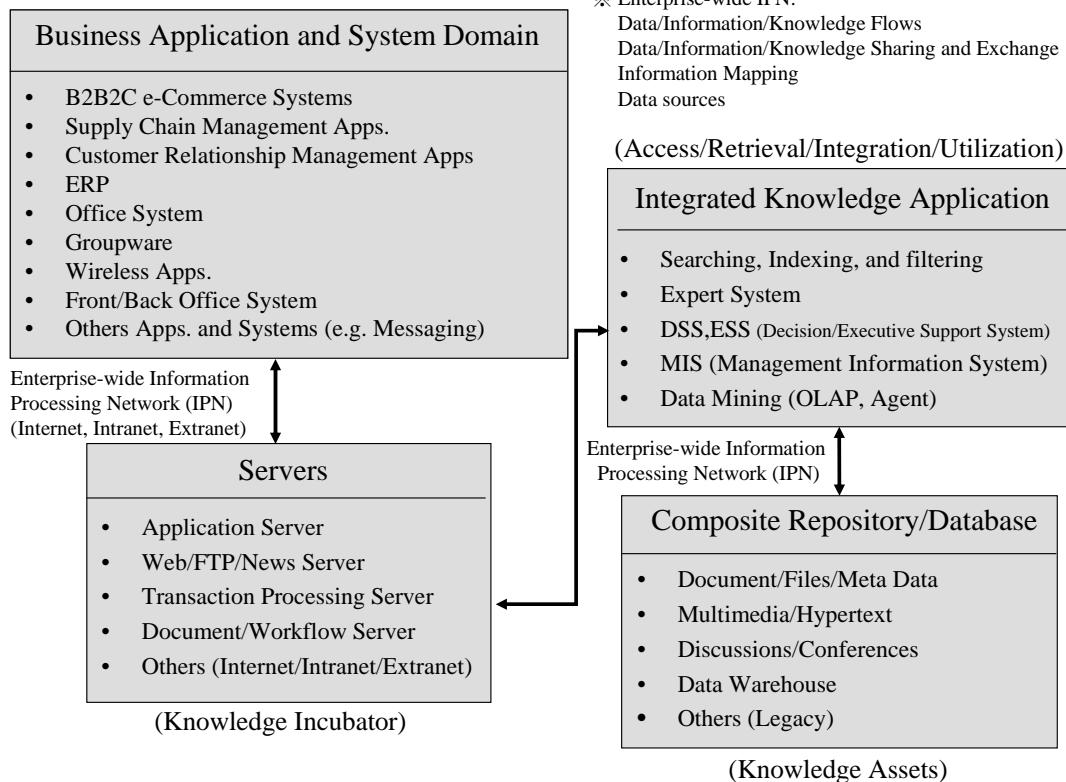 ※ Enterprise-wide IPN:
Data/Information/Knowledge Flows
Data/Information/Knowledge Sharing and Exchange
Information Mapping
Data sources
Business Application and System Domain
• B2B2C e-Commerce Systems
• Supply Chain Management Apps.
• Customer Relationship Management Apps
• ERP
• Office System
• Groupware
• Wireless Apps.
• Front/Back Office System
• Others Apps. and Systems (e.g. Messaging)
Enterprise-wide Information
Processing Network (IPN)
(Internet, Intranet, Extranet)
Servers
• Application Server
• Web/FTP/News Server
• Transaction Processing Server
• Document/Workflow Server
• Others (Internet/Intranet/Extranet)
(Knowledge Incubator)
(Access/Retrieval/Integration/Utilization)
Integrated Knowledge Application
• Searching, Indexing, and filtering
• Expert System
• DSS,ESS (Decision/Executive Support System)
• MIS (Management Information System)
• Data Mining (OLAP, Agent)
Enterprise-wide Information
Processing Network (IPN)
Composite Repository/Database
• Document/Files/Meta Data
• Multimedia/Hypertext
• Discussions/Conferences
• Data Warehouse
• Others (Legacy)
(Knowledge Assets)